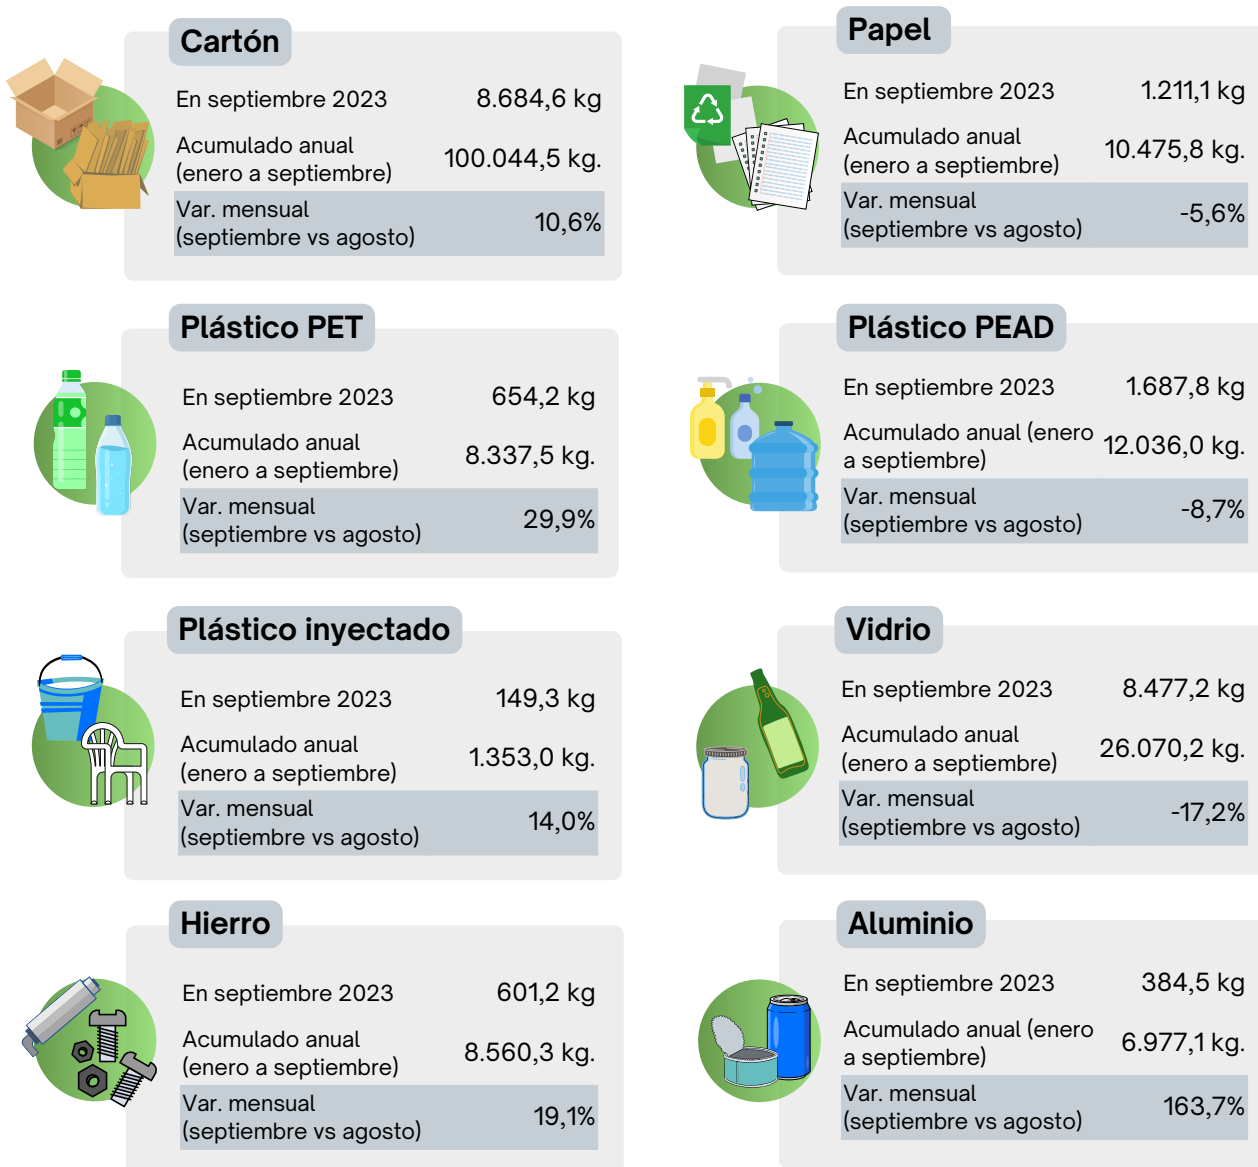 Cartón
En septiembre 2023 8.684,6 kg
Acumulado anual
(enero a septiembre) 100.044,5 kg.
Var. mensual
(septiembre vs agosto) 10,6%
Papel
En septiembre 2023 1.211,1 kg
Acumulado anual
(enero a septiembre) 10.475,8 kg.
Var. mensual
(septiembre vs agosto) -5,6%
Plástico PET
En septiembre 2023 654,2 kg
Acumulado anual
(enero a septiembre) 8.337,5 kg.
Var. mensual
(septiembre vs agosto) 29,9%
Plástico PEAD
En septiembre 2023 1.687,8 kg
Acumulado anual (enero
a septiembre) 12.036,0 kg.
Var. mensual
(septiembre vs agosto) -8,7%
Plástico inyectado
En septiembre 2023 149,3 kg
Acumulado anual
(enero a septiembre) 1.353,0 kg.
Var. mensual
(septiembre vs agosto) 14,0%
Vidrio
En septiembre 2023 8.477,2 kg
Acumulado anual
(enero a septiembre) 26.070,2 kg.
Var. mensual
(septiembre vs agosto) -17,2%
Hierro
En septiembre 2023 601,2 kg
Acumulado anual
(enero a septiembre) 8.560,3 kg.
Var. mensual
(septiembre vs agosto) 19,1%
Aluminio
En septiembre 2023 384,5 kg
Acumulado anual (enero
a septiembre) 6.977,1 kg.
Var. mensual
(septiembre vs agosto) 163,7%